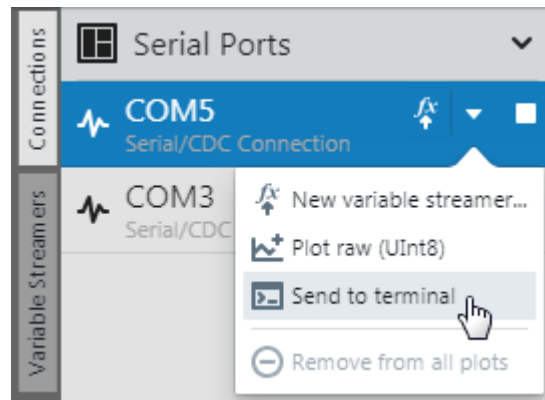 Connections
Variable Streamers
Serial Ports
COM5
Serial/CDC Connection
COM3
Serial/CDC
New variable streamer...
Plot raw (UInt8)
Send to terminal
Remove from all plots